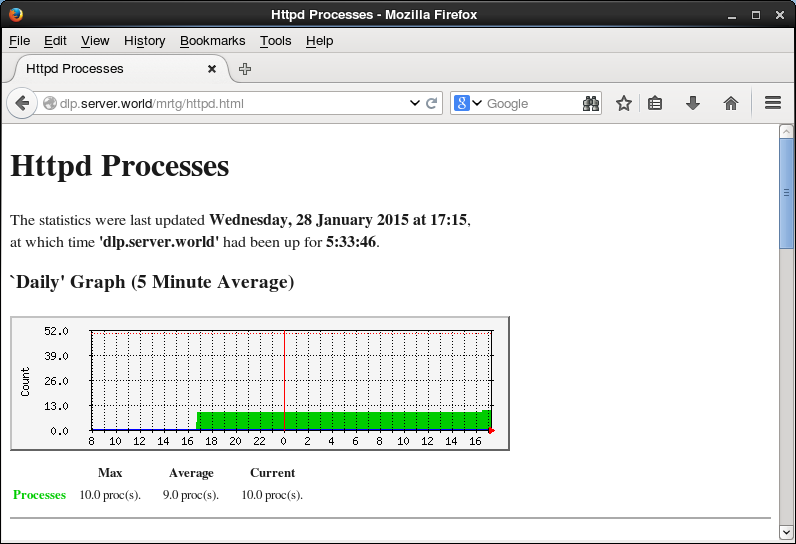 Httpd Processes - Mozilla Firefox
File Edit View History Bookmarks Tools Help
Httpd Processes
dlp.server.world/mrtg/httpd.html
8 Google
Httpd Processes
The statistics were last updated Wednesday, 28 January 2015 at 17:15,
at which time 'dlp.server.world' had been up for 5:33:46.
`Daily' Graph (5 Minute Average)
52.0
39.0
26.0
13.0
0.0
Count
8 10 12 14 16 18 20 22 0 2 4 6 8 10 12 14 16
Max Average Current
Processes 10.0 proc(s). 9.0 proc(s). 10.0 proc(s).